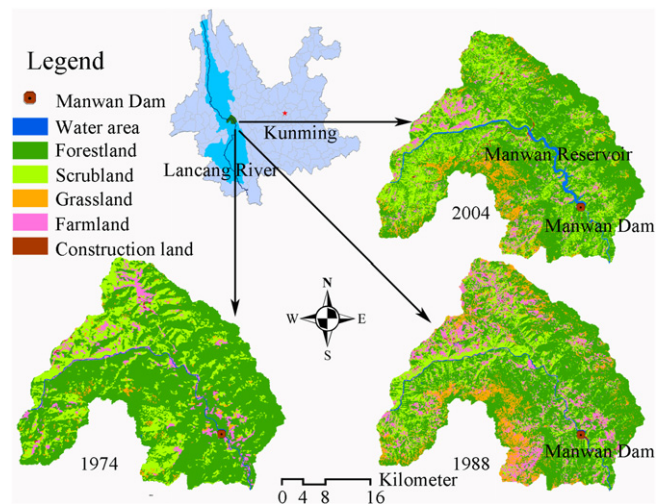 Legend
Manwan Dam
Water area
Forestland
Scrubland
Grassland
Farmland
Construction land
Kunming
Lancang River
Manwan Reservoir
2004
Manwan Dam
N
W E
S
1974
Manwan Dam
1988
Kilometer
0 4 8 16